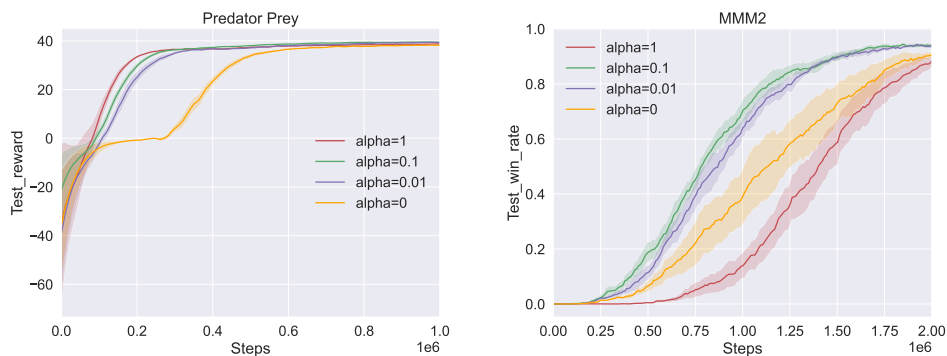 Predator Prey
Test_reward
40
20
0
−20
−40
−60
alpha=1
alpha=0.1
alpha=0.01
alpha=0
0.0 0.2 0.4 0.6 0.8 1.0
Steps
1e6
MMM2
Test_win_rate
1.0
0.8
0.6
0.4
0.2
0.0
alpha=1
alpha=0.1
alpha=0.01
alpha=0
0.00 0.25 0.50 0.75 1.00 1.25 1.50 1.75 2.00
Steps
1e6